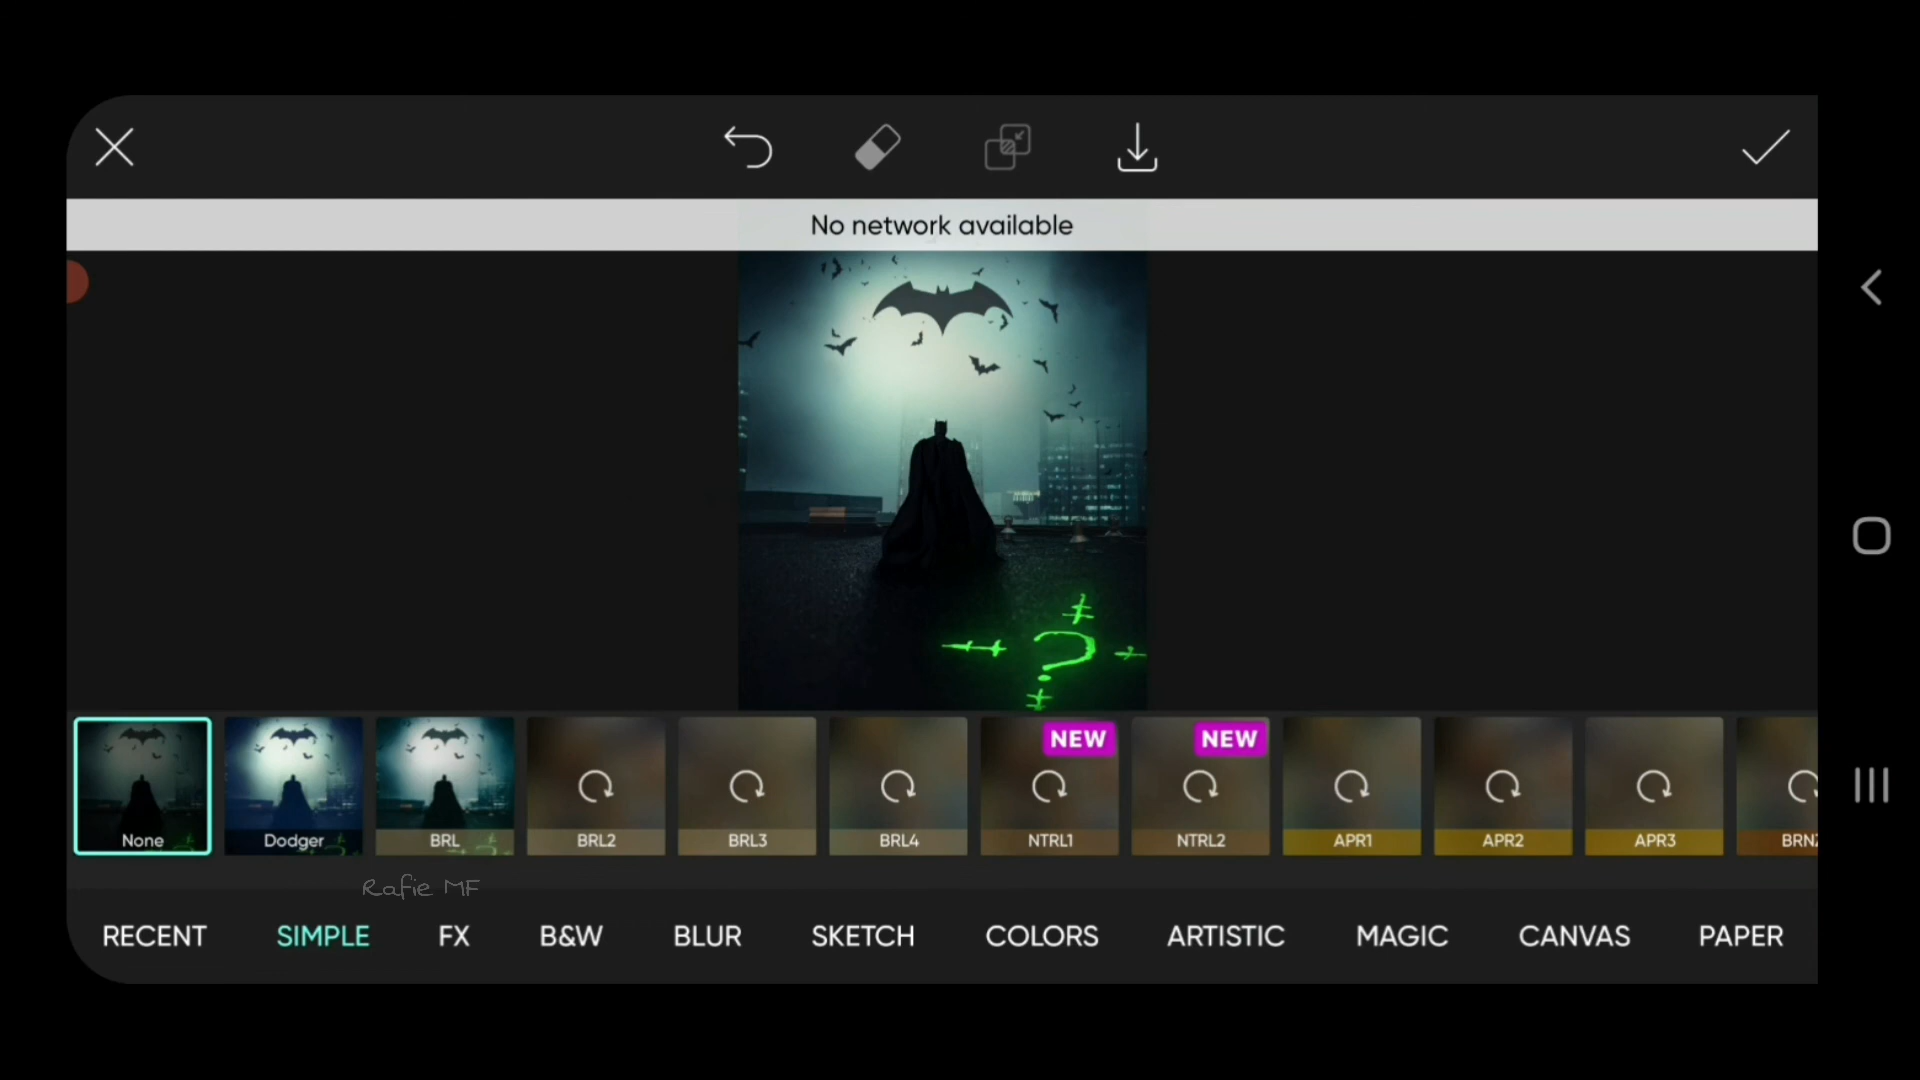 No network available
?
NEW NEW
None Dodger BRL BRL2 BRL3 BRL4 NTRL1 NTRL2 APR1 APR2 APR3
Rafie MF
RECENT SIMPLE FX B&W BLUR SKETCH COLORS ARTISTIC MAGIC CANVAS PAPER